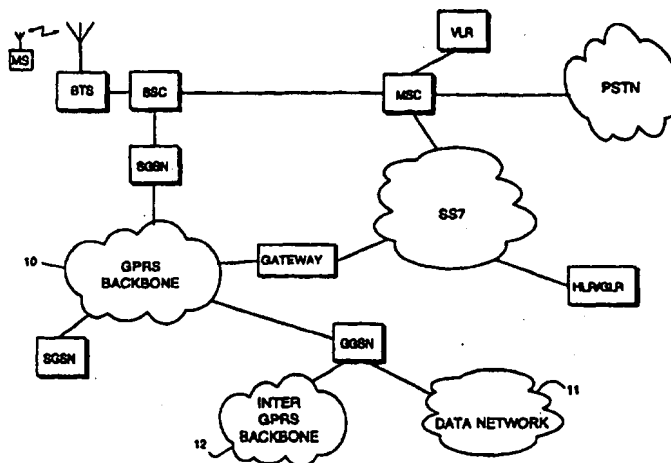 VLR
MS
BTS
BSC
MSC
PSTN
SGSN
SS7
10
GPRS
BACKBONE
GATEWAY
HLR/GLR
SGSN
GGSN
11
INTER
GPRS
BACKBONE
DATA NETWORK
12